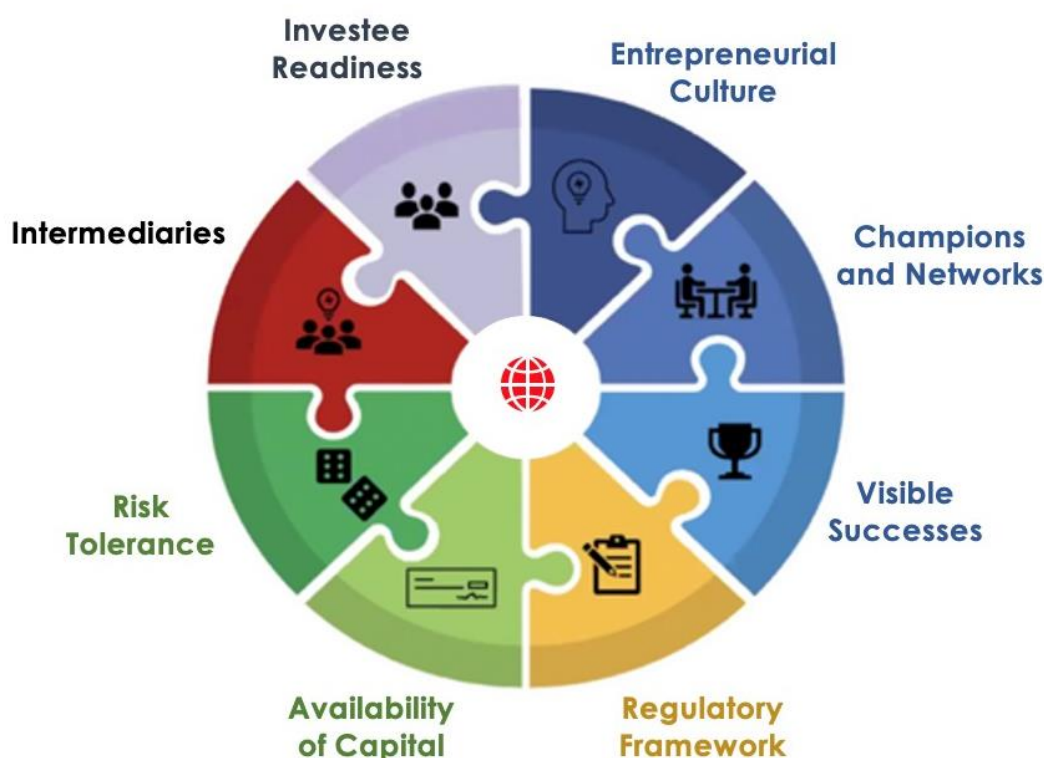 Investee
Readiness
Entrepreneurial
Culture
Intermediaries
Champions
and Networks
Risk
Tolerance
Visible
Successes
Availability
of Capital
Regulatory
Framework